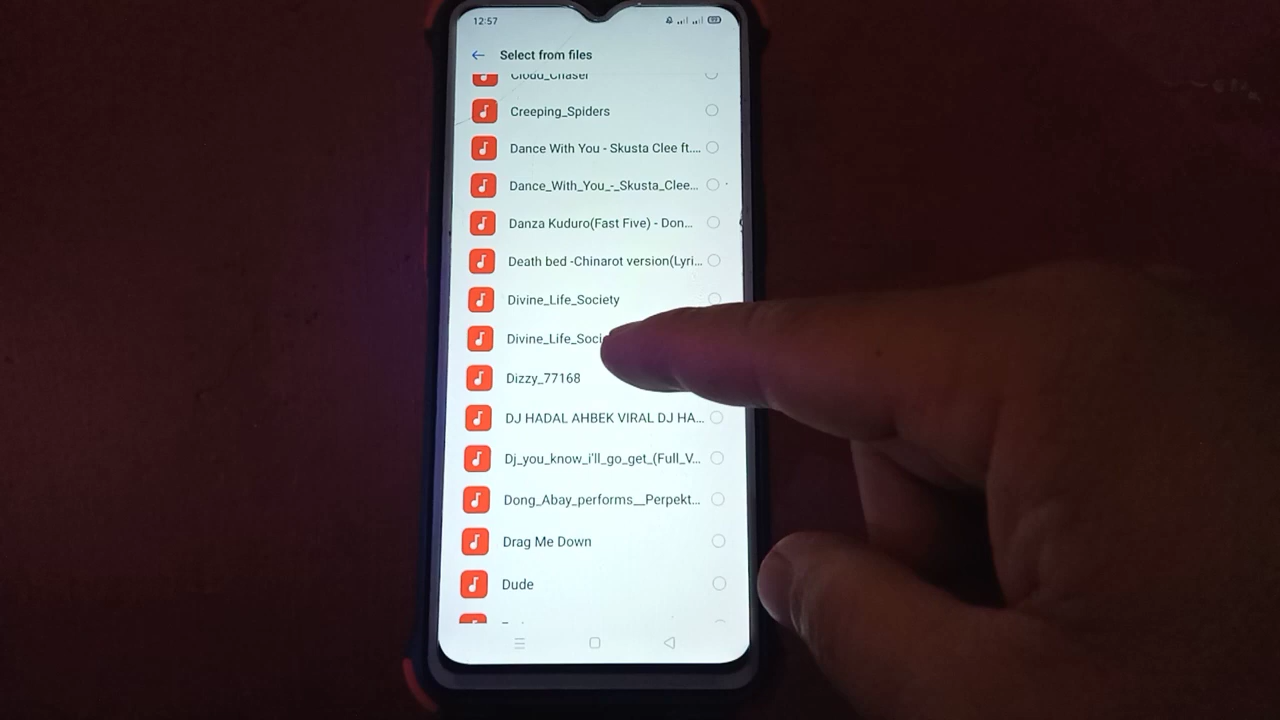 12:57
99
Select from files
Cloud_Chaser
Creeping_Spiders
Dance With You - Skusta Clee ft....
Dance_With_You_-_Skusta_Clee...
Danza Kuduro(Fast Five) - Don...
Death bed -Chinarot version(Lyri...
Divine_Life_Society
Divine_Life_Soci
Dizzy_77168
DJ HADAL AHBEK VIRAL DJ HA...
Dj_you_know_i'll_go_get_(Full_V...
Dong_Abay_performs__Perpekt...
Drag Me Down
Dude